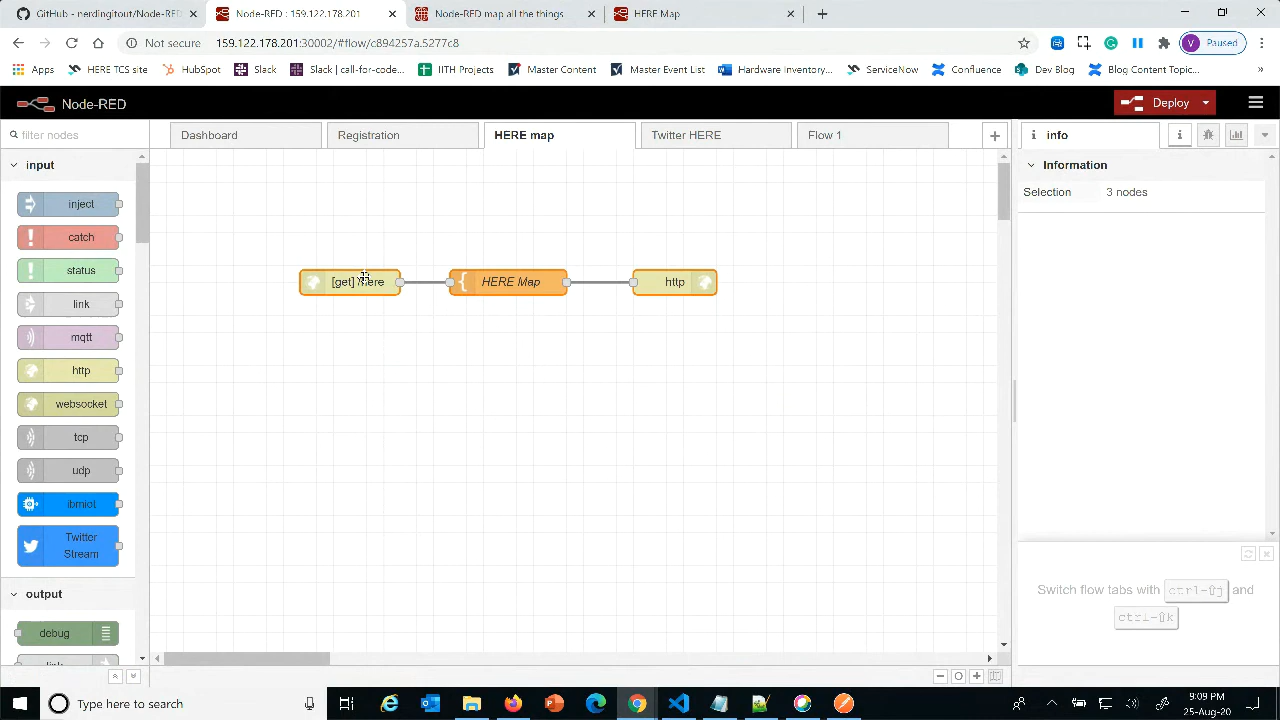 GitHub - nerdingitout/Node-RED
Node-RED : 159.122.178.201
Node-RED map all the things
HERE Map
Not secure
159.122.178.201:30002/#flow/c894257a.5277c8
V
Paused
Apps
HERE TCS site
HubSpot
Slack
Slack | call-for-code...
IITH Projects
Master Content
Master Event List
Hardware Inventory...
ServiceNow
Confluence
Dev Blog
Blog Content Topic...
Node-RED
Deploy
filter nodes
Dashboard
Registration
HERE map
Twitter HERE
Flow 1
info
input
Information
Selection
3 nodes
inject
catch
status
link
mqtt
http
websocket
tcp
udp
ibmiot
Twitter
Stream
[get] /here
HERE Map
http
output
debug
Switch flow tabs with ctrl-⇧j and
ctrl-⇧k
Type here to search
9:09 PM
25-Aug-20